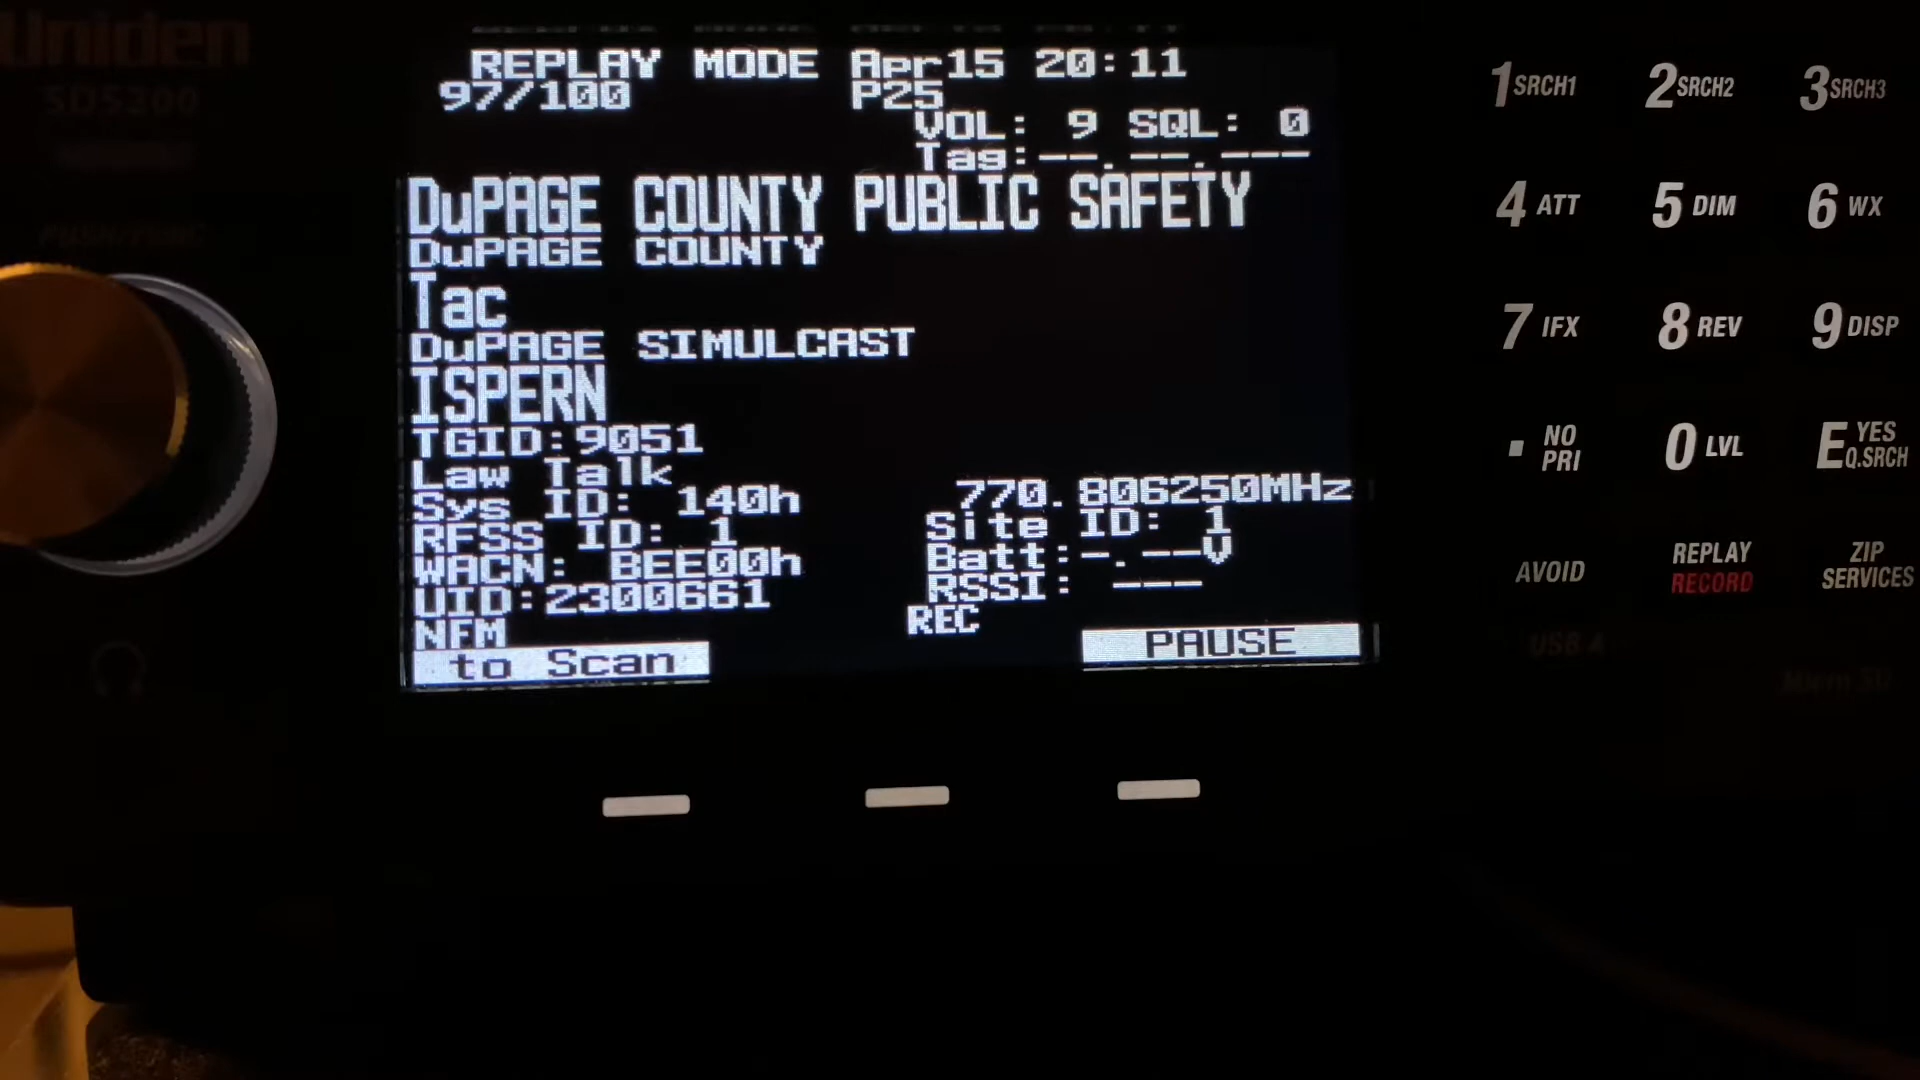 Uniden
SDS200
REPLAY MODE Apr15 20:11
97/100 P25
VOL: 9 SQL: 0
Tag:--.--.---
DuPAGE COUNTY PUBLIC SAFETY
DuPAGE COUNTY
Tac
DuPAGE SIMULCAST
ISPERN
TGID:9051
Law Talk
Sys ID: 140h 770.806250MHz
RFSS ID: 1 Site ID: 1
WACN: BEE00h Batt:-.--V
UID:2300661 RSSI: ---
NFM REC
to Scan PAUSE
1 SRCH1 2 SRCH2 3 SRCH3
4 ATT 5 DIM 6 WX
7 IFX 8 REV 9 DISP
. NO PRI 0 LVL E YES Q.SRCH
AVOID REPLAY RECORD ZIP SERVICES
USB A
Micro SD